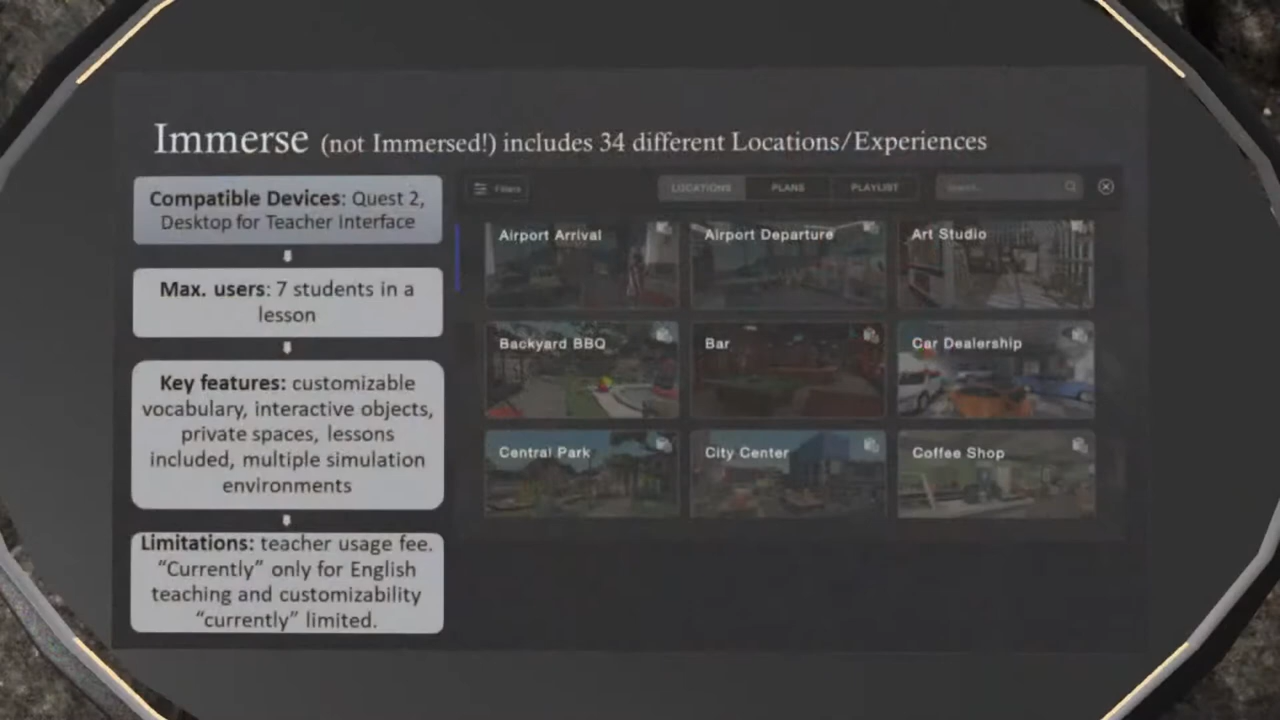 Immerse (not Immersed!) includes 34 different Locations/Experiences
Compatible Devices: Quest 2,
Desktop for Teacher Interface
Max. users: 7 students in a
lesson
Key features: customizable
vocabulary, interactive objects,
private spaces, lessons
included, multiple simulation
environments
Limitations: teacher usage fee.
“Currently” only for English
teaching and customizability
“currently” limited.
Filters
LOCATIONS PLANS PLAYLIST
Search...
Airport Arrival Airport Departure Art Studio
Backyard BBQ Bar Car Dealership
Central Park City Center Coffee Shop